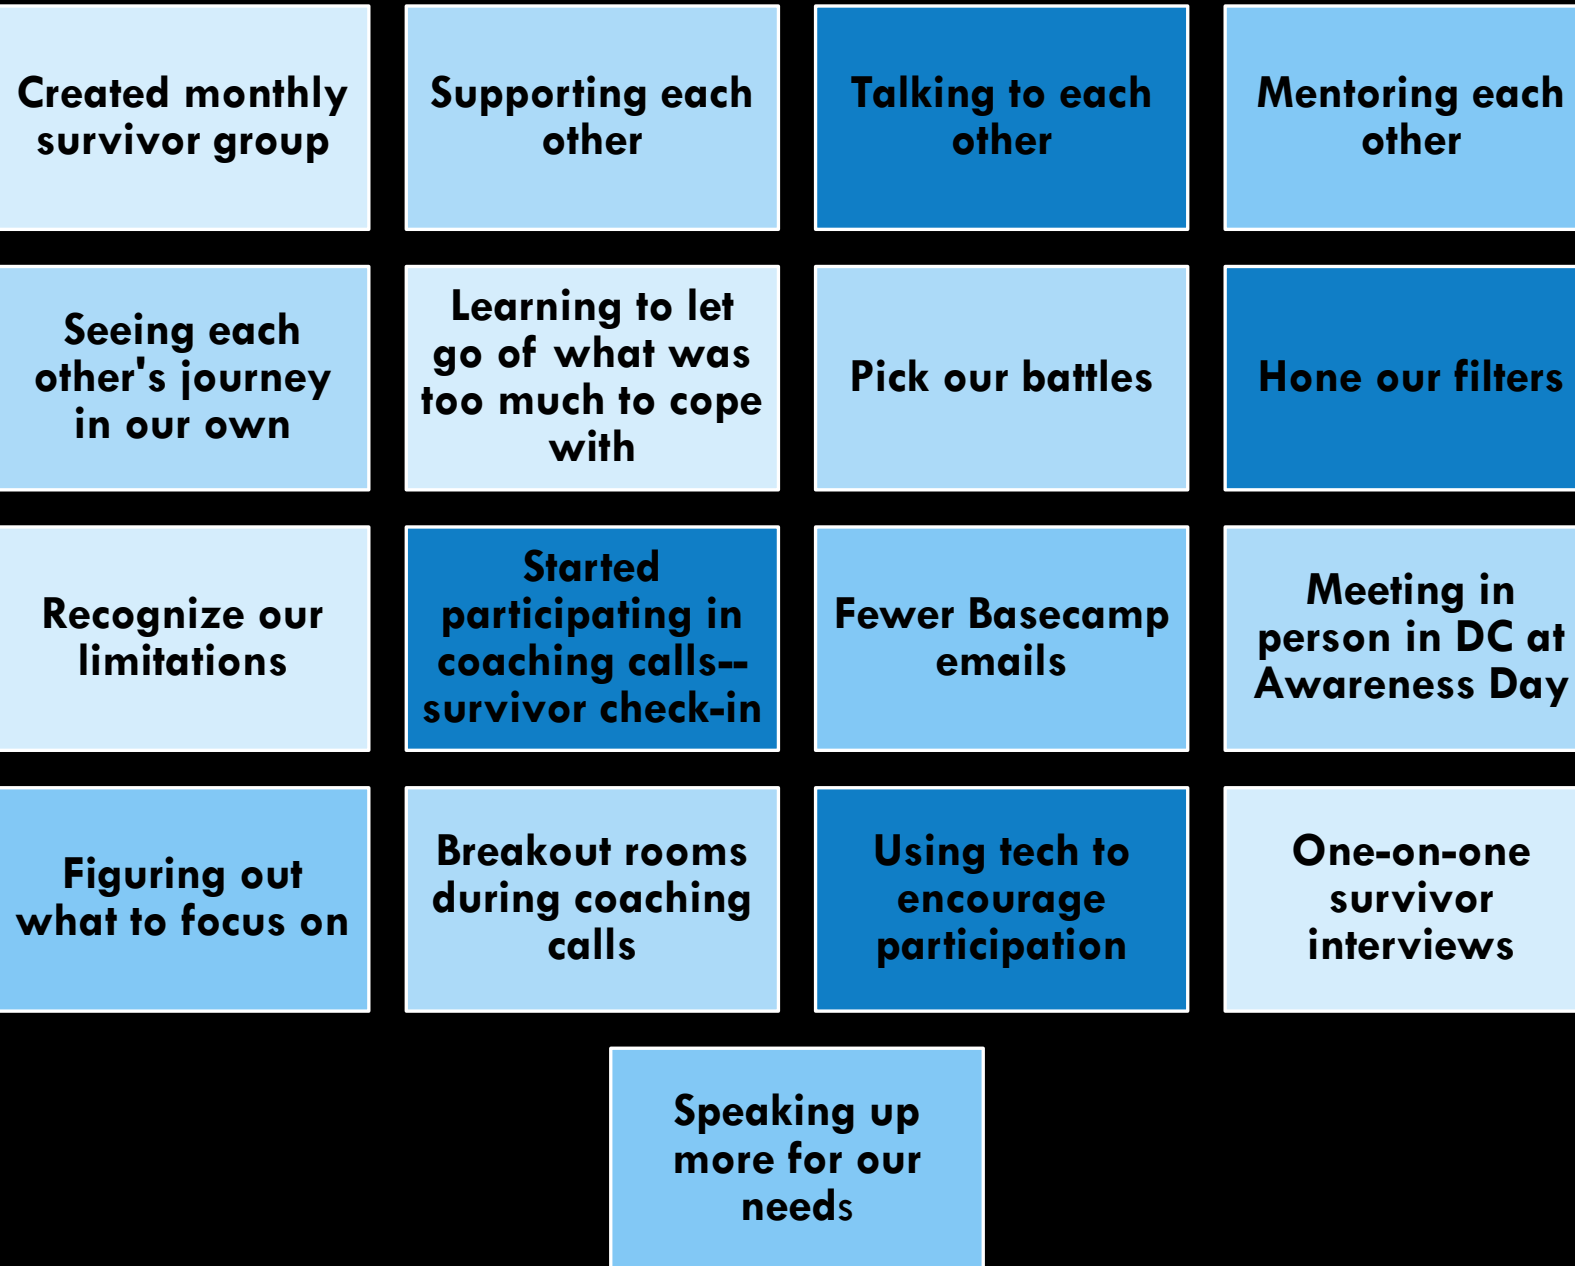 Created monthly
survivor group
Supporting each
other
Talking to each
other
Mentoring each
other
Seeing each
other's journey
in our own
Learning to let
go of what was
too much to cope
with
Pick our battles
Hone our filters
Recognize our
limitations
Started
participating in
coaching calls--
survivor check-in
Fewer Basecamp
emails
Meeting in
person in DC at
Awareness Day
Figuring out
what to focus on
Breakout rooms
during coaching
calls
Using tech to
encourage
participation
One-on-one
survivor
interviews
Speaking up
more for our
needs